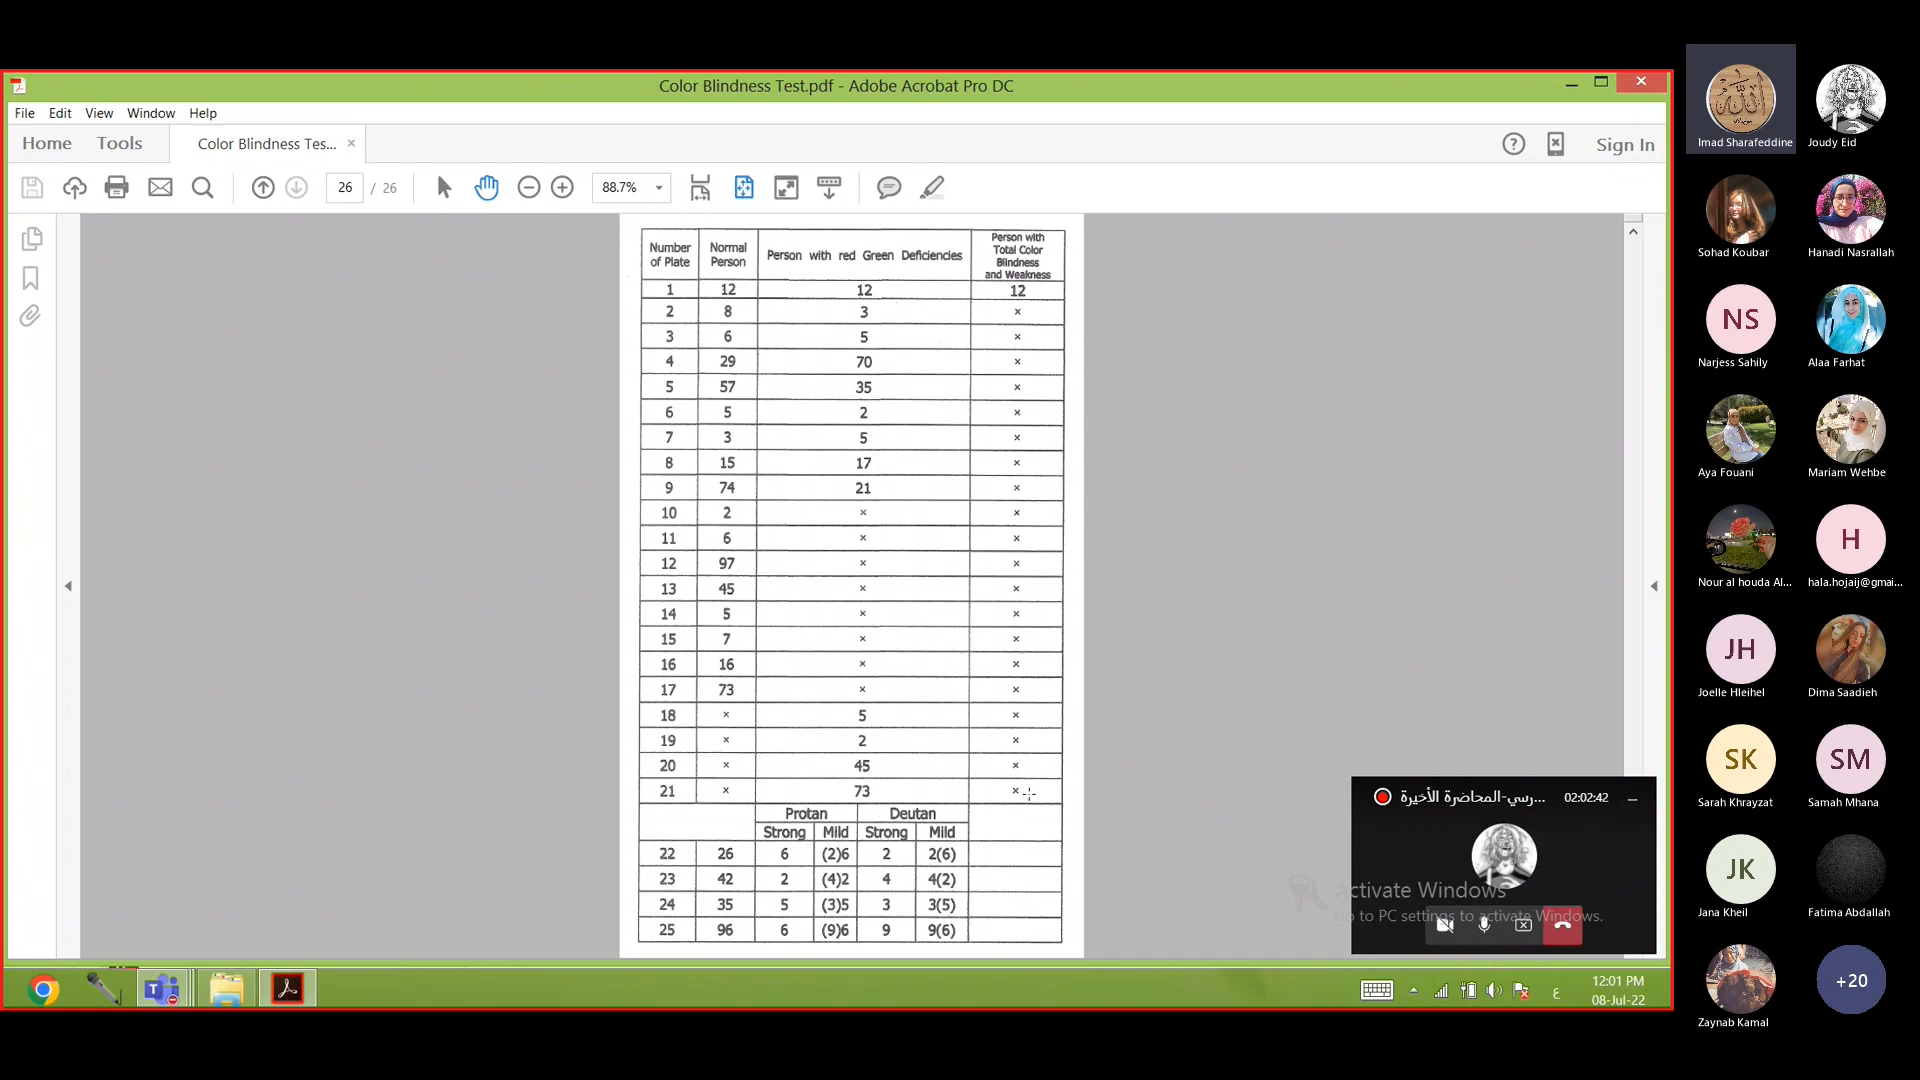 Color Blindness Test.pdf - Adobe Acrobat Pro DC
File Edit View Window Help
Home Tools Color Blindness Tes... × Sign In
26 / 26 88.7%
Number of Plate Normal Person Person with red Green Deficiencies Person with Total Color Blindness and Weakness
1 12 12 12
2 8 3 ×
3 6 5 ×
4 29 70 ×
5 57 35 ×
6 5 2 ×
7 3 5 ×
8 15 17 ×
9 74 21 ×
10 2 × ×
11 6 × ×
12 97 × ×
13 45 × ×
14 5 × ×
15 7 × ×
16 16 × ×
17 73 × ×
18 × 5 ×
19 × 2 ×
20 × 45 ×
21 × 73 ×
Protan Deutan
Strong Mild Strong Mild
22 26 6 (2)6 2 2(6)
23 42 2 (4)2 4 4(2)
24 35 5 (3)5 3 3(5)
25 96 6 (9)6 9 9(6)
...رسي-المحاضرة الأخيرة 02:02:42
Activate Windows
Go to PC settings to activate Windows.
ع 12:01 PM
08-Jul-22
Imad Sharafeddine Joudy Eid
Sohad Koubar Hanadi Nasrallah
NS
Narjess Sahily Alaa Farhat
Aya Fouani Mariam Wehbe
H
Nour al houda Al... hala.hojaij@gmai...
JH
Joelle Hleihel Dima Saadieh
SK SM
Sarah Khrayzat Samah Mhana
JK
Jana Kheil Fatima Abdallah
+20
Zaynab Kamal